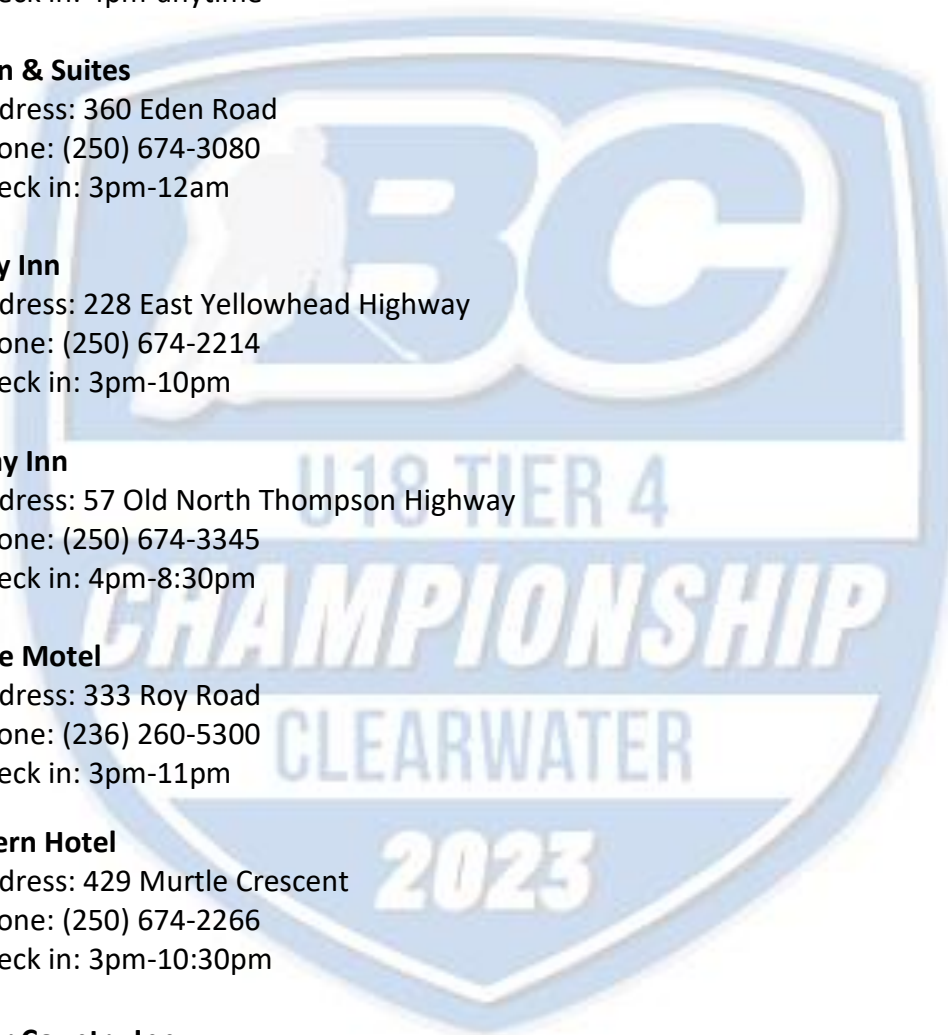 eck in: 4pm-anytime
n & Suites
dress: 360 Eden Road
one: (250) 674-3080
eck in: 3pm-12am
y Inn
dress: 228 East Yellowhead Highway
one: (250) 674-2214
eck in: 3pm-10pm
ay Inn
dress: 57 Old North Thompson Highway
one: (250) 674-3345
eck in: 4pm-8:30pm
e Motel
dress: 333 Roy Road
one: (236) 260-5300
eck in: 3pm-11pm
ern Hotel
dress: 429 Murtle Crescent
one: (250) 674-2266
eck in: 3pm-10:30pm
Country Inn
BC
U18 TIER 4
CHAMPIONSHIP
CLEARWATER
2023